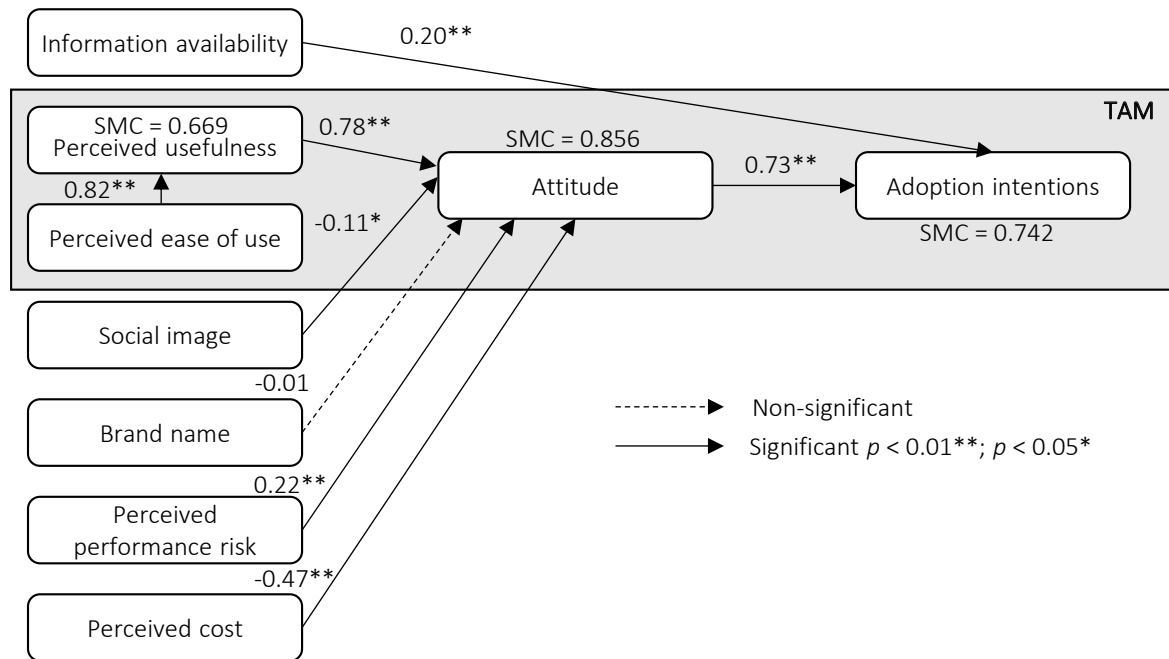 Information availability
0.20**
TAM
SMC = 0.669
Perceived usefulness
0.78**
SMC = 0.856
Attitude
0.73**
Adoption intentions
SMC = 0.742
0.82**
Perceived ease of use
-0.11*
Social image
-0.01
Brand name
Non-significant
Significant p < 0.01**; p < 0.05*
0.22**
Perceived
performance risk
-0.47**
Perceived cost